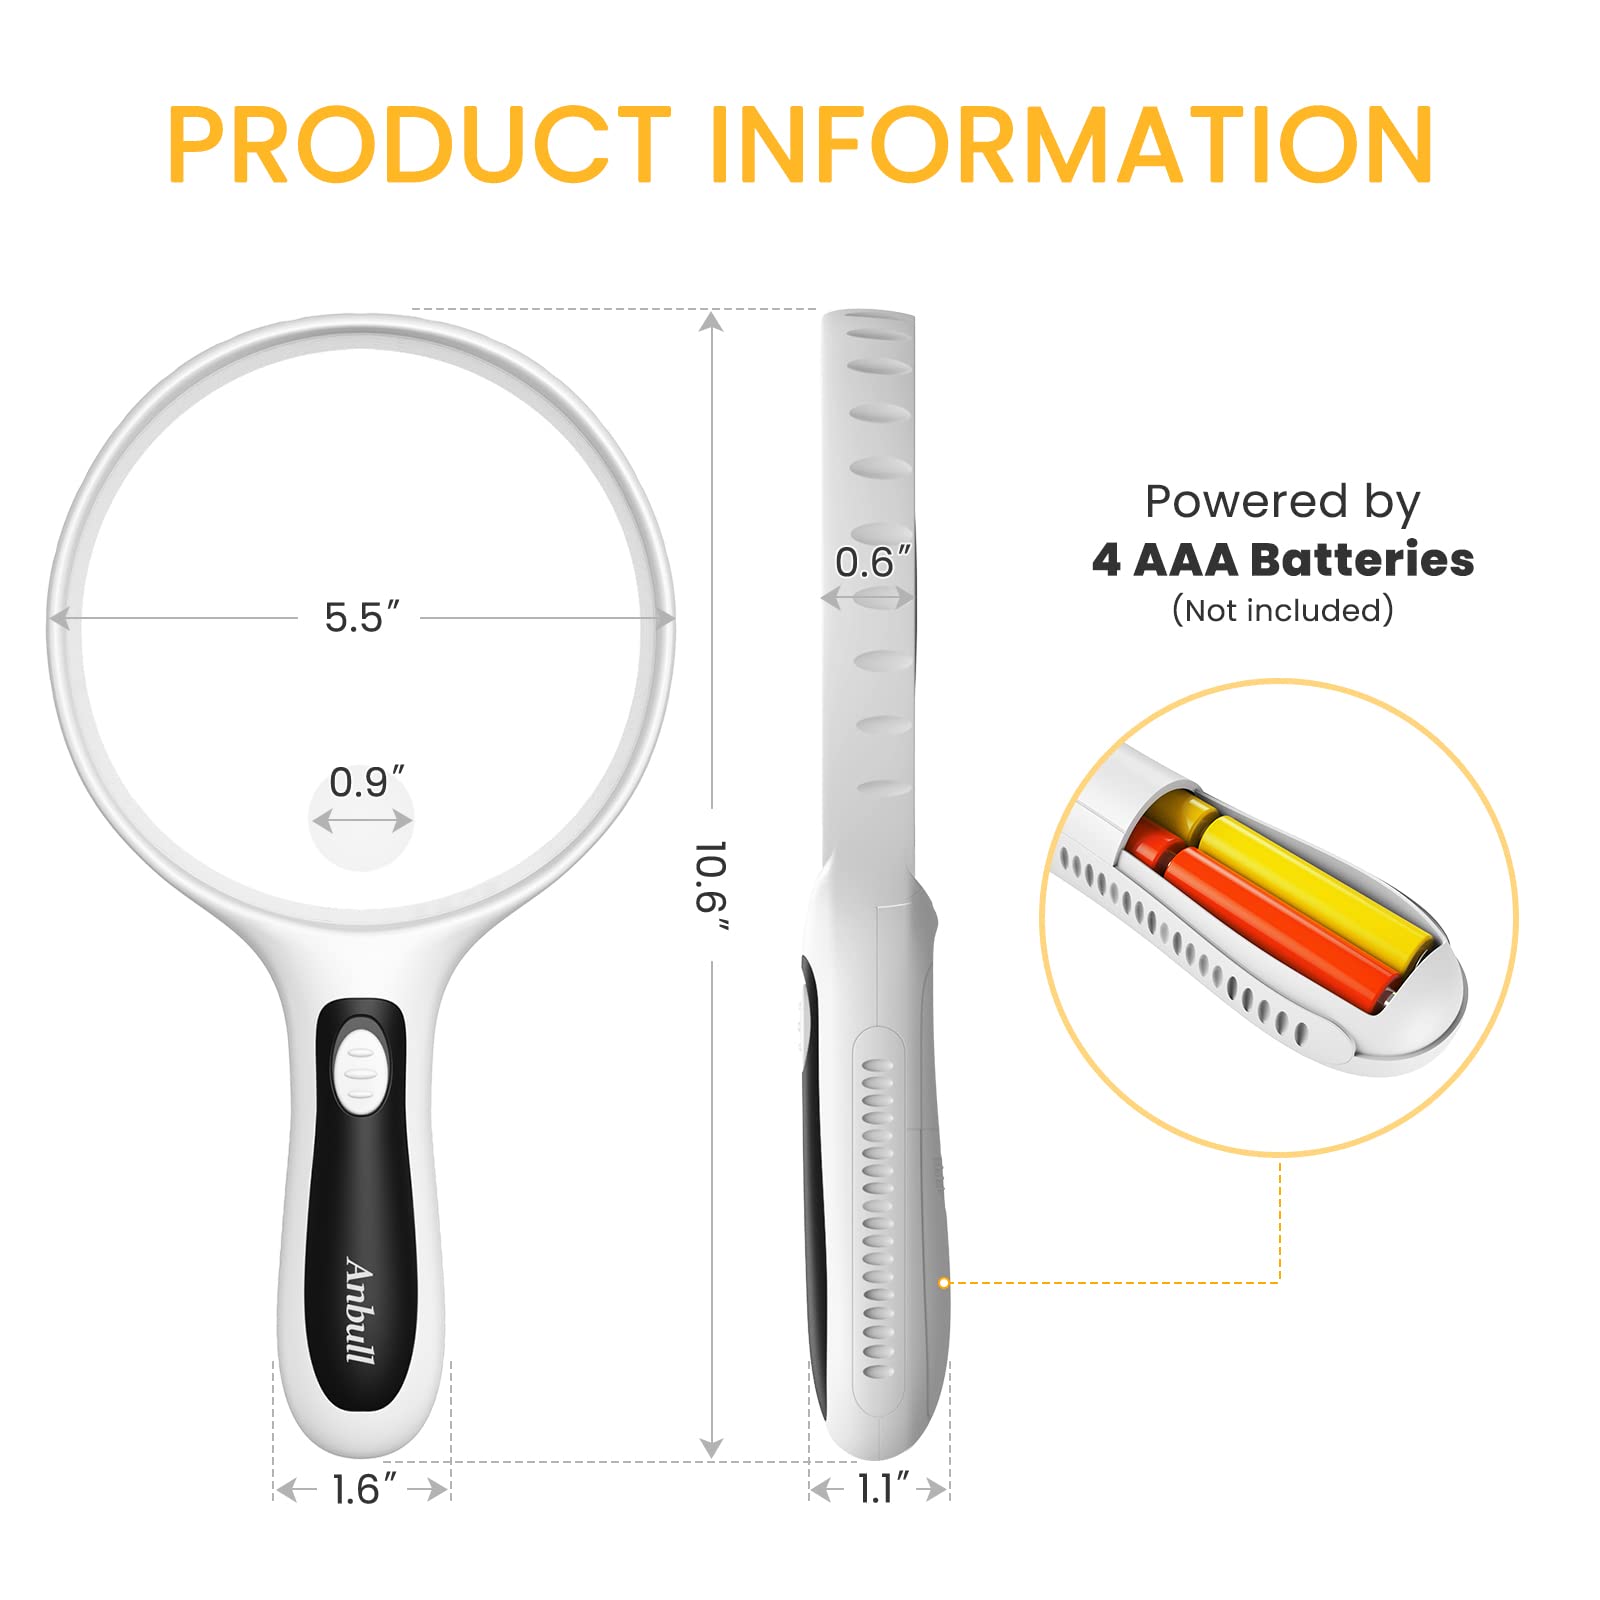 PRODUCT INFORMATION
5.5″
0.9″
10.6″
0.6″
Powered by
4 AAA Batteries
(Not included)
Anbull
1.6″
1.1″